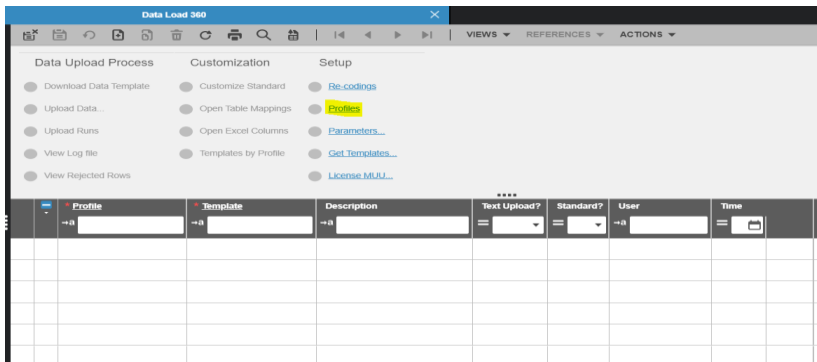 Data Load 360
VIEWS REFERENCES ACTIONS
Data Upload Process Customization Setup
Download Data Template Customize Standard Re-codings
Upload Data... Open Table Mappings Profiles
Upload Runs Open Excel Columns Parameters...
View Log file Templates by Profile Get Templates...
View Rejected Rows License MUU...
* Profile * Template Description Text Upload? Standard? User Time
→a →a →a = = →a =